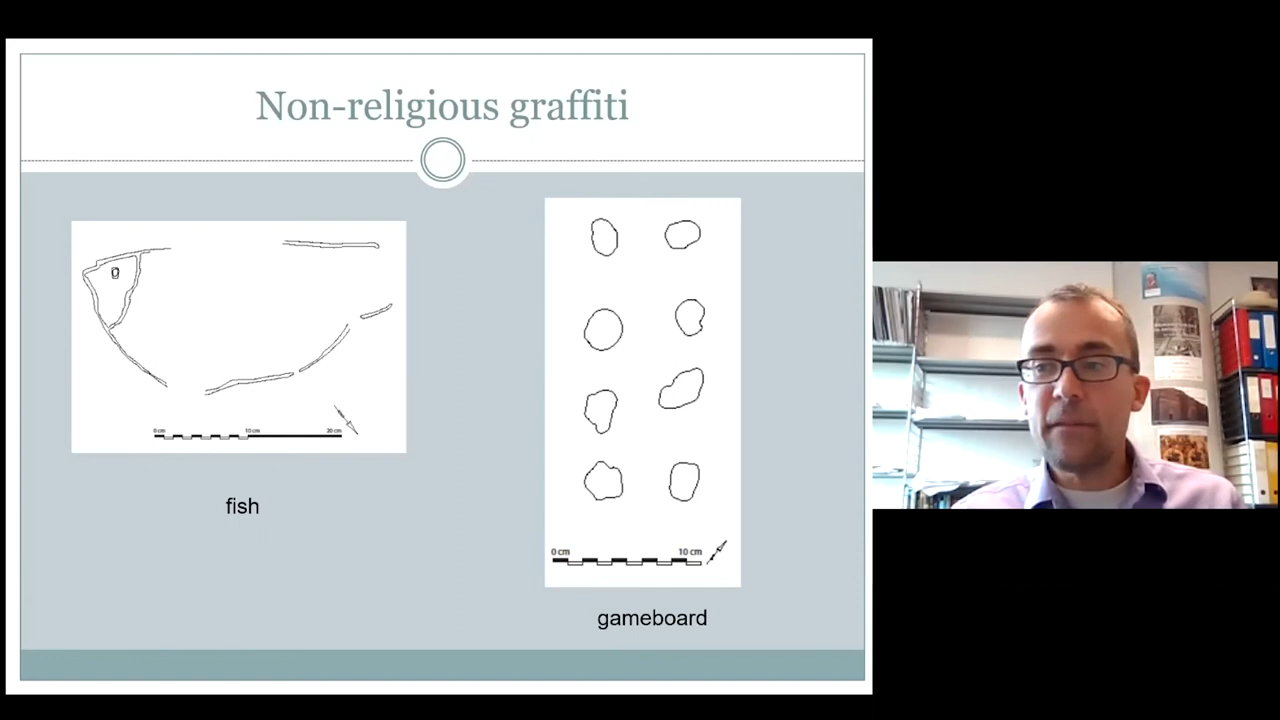 Non-religious graffiti
0 cm 10 cm 20 cm
fish
0 cm 10 cm
gameboard